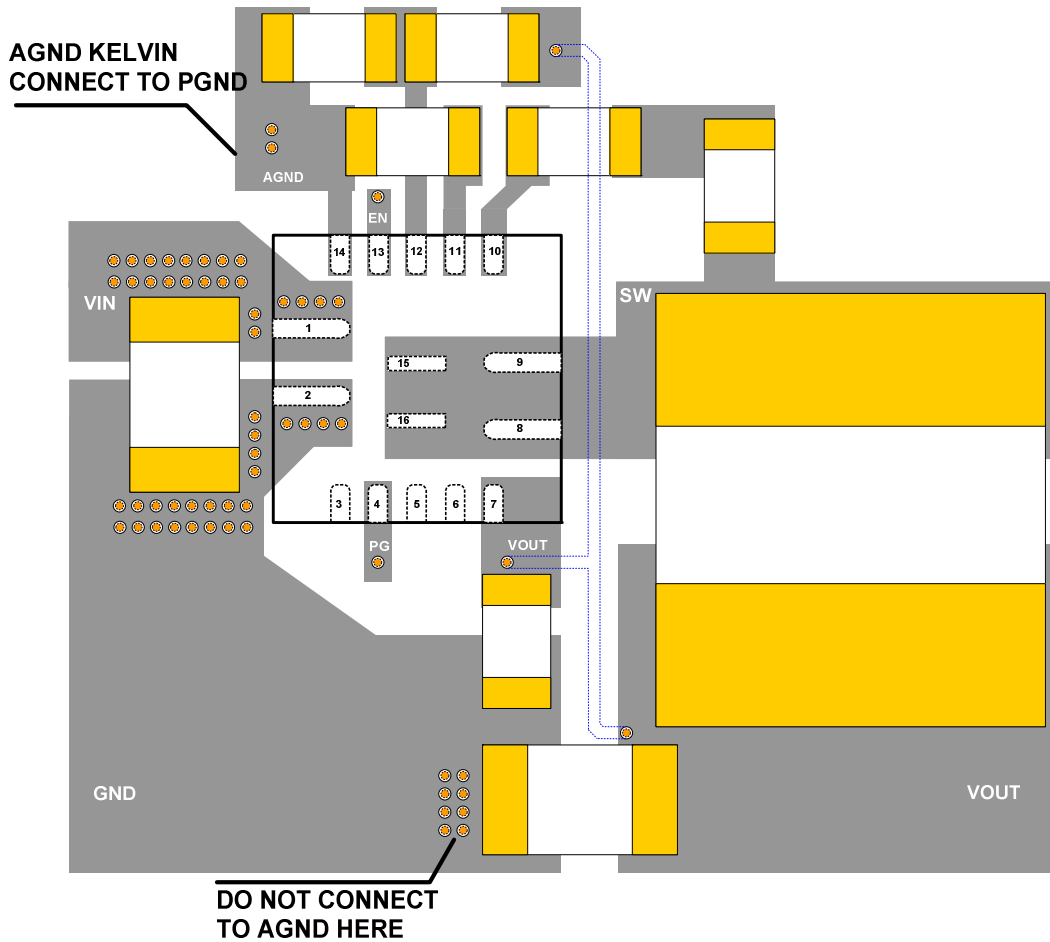 AGND KELVIN
CONNECT TO PGND
AGND
EN
14
13
12
11
10
VIN
SW
1
15
9
2
16
8
3
4
5
6
7
PG
VOUT
GND
VOUT
DO NOT CONNECT
TO AGND HERE